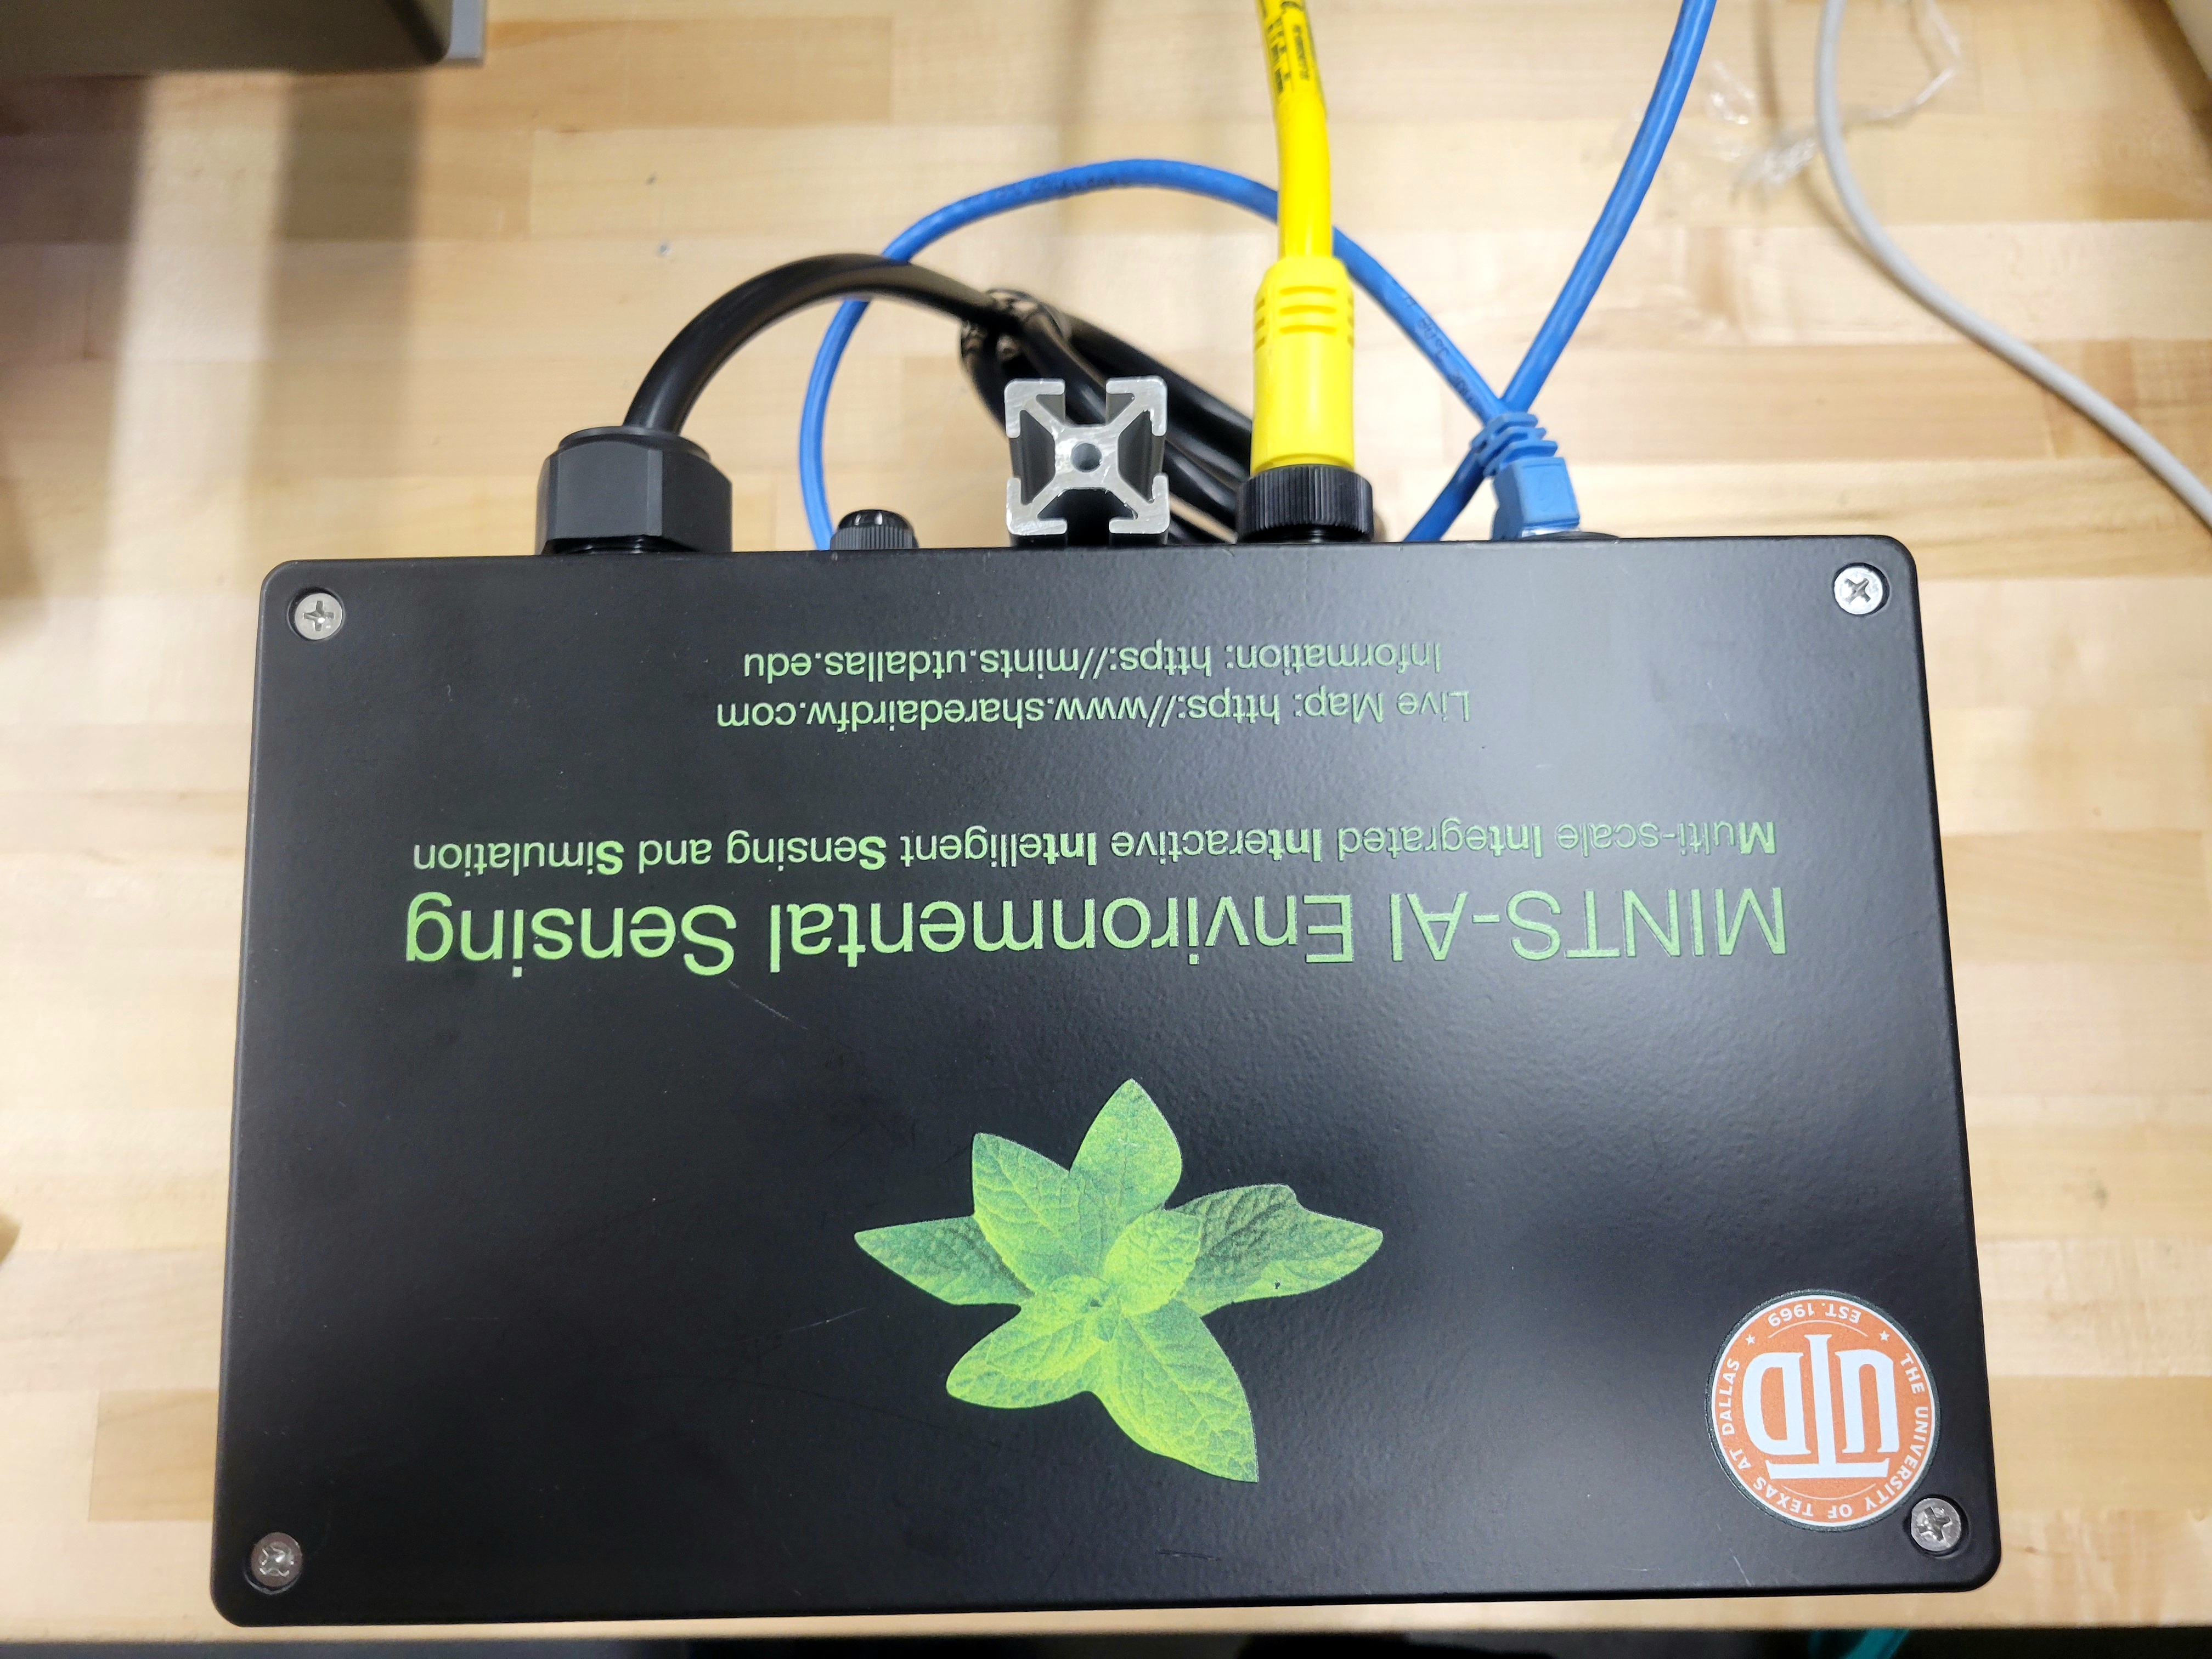 THE UNIVERSITY OF TEXAS AT DALLAS
UTD
EST. 1969
MINTS-AI Environmental Sensing
Multi-scale Integrated Interactive Intelligent Sensing and Simulation
Live Map: https://www.sharedairdfw.com
Information: https://mints.utdallas.edu